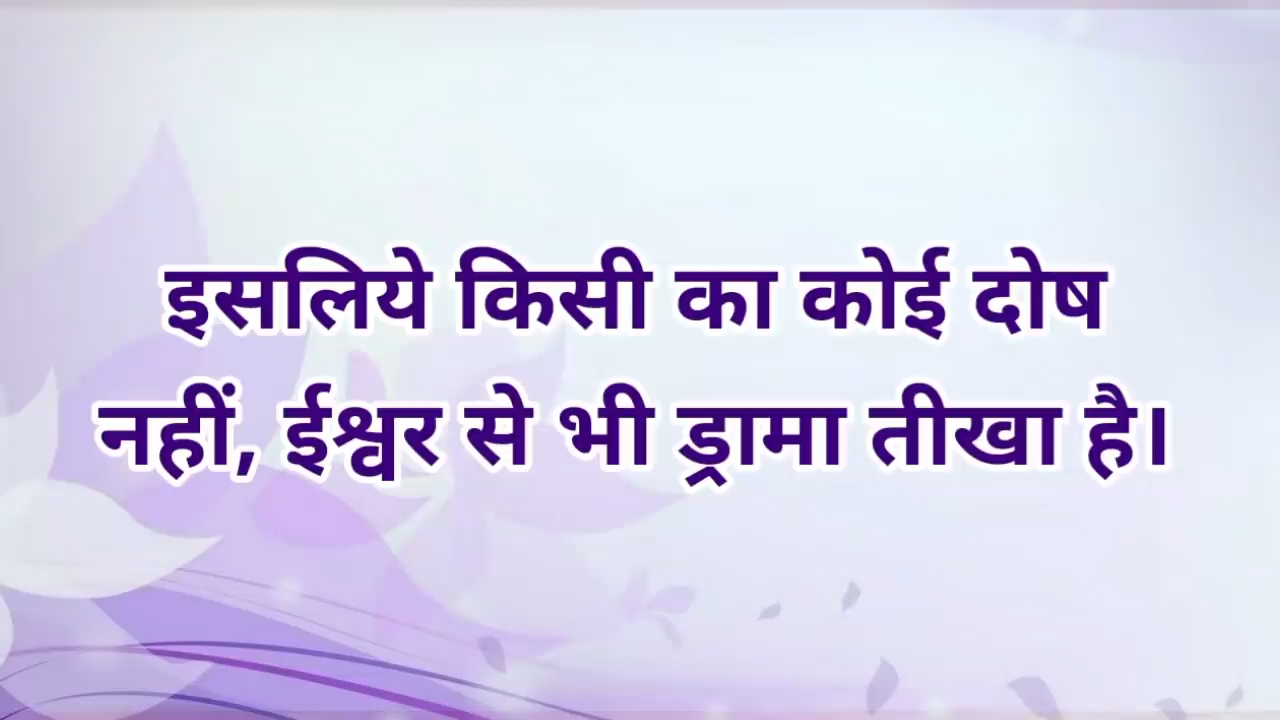 इसलिये किसी का कोई दोष
नहीं, ईश्वर से भी ड्रामा तीखा है।